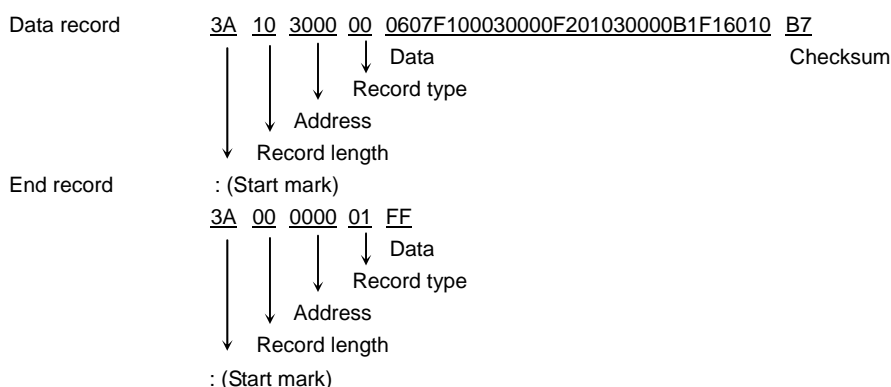 Data record 3A 10 3000 00 0607F100030000F201030000B1F16010 B7
Data Checksum
Record type
Address
Record length
End record : (Start mark)
3A 00 0000 01 FF
Data
Record type
Address
Record length
: (Start mark)